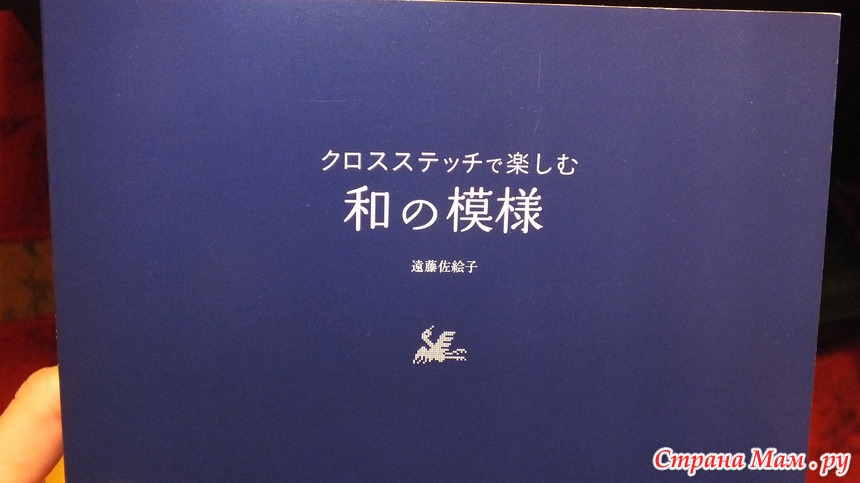 クロスステッチで楽しむ
和の模様
遠藤佐絵子
Страна Мам.ру